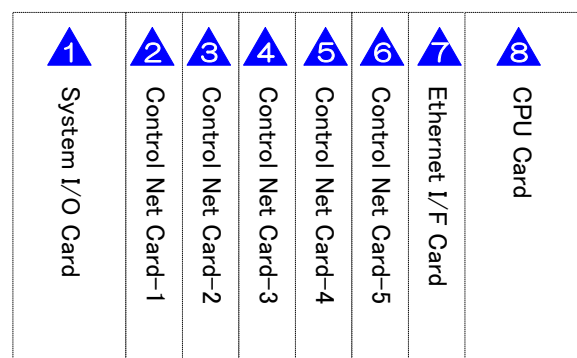 1
System I/O Card
2
Control Net Card-1
3
Control Net Card-2
4
Control Net Card-3
5
Control Net Card-4
6
Control Net Card-5
7
Ethernet I/F Card
8
CPU Card